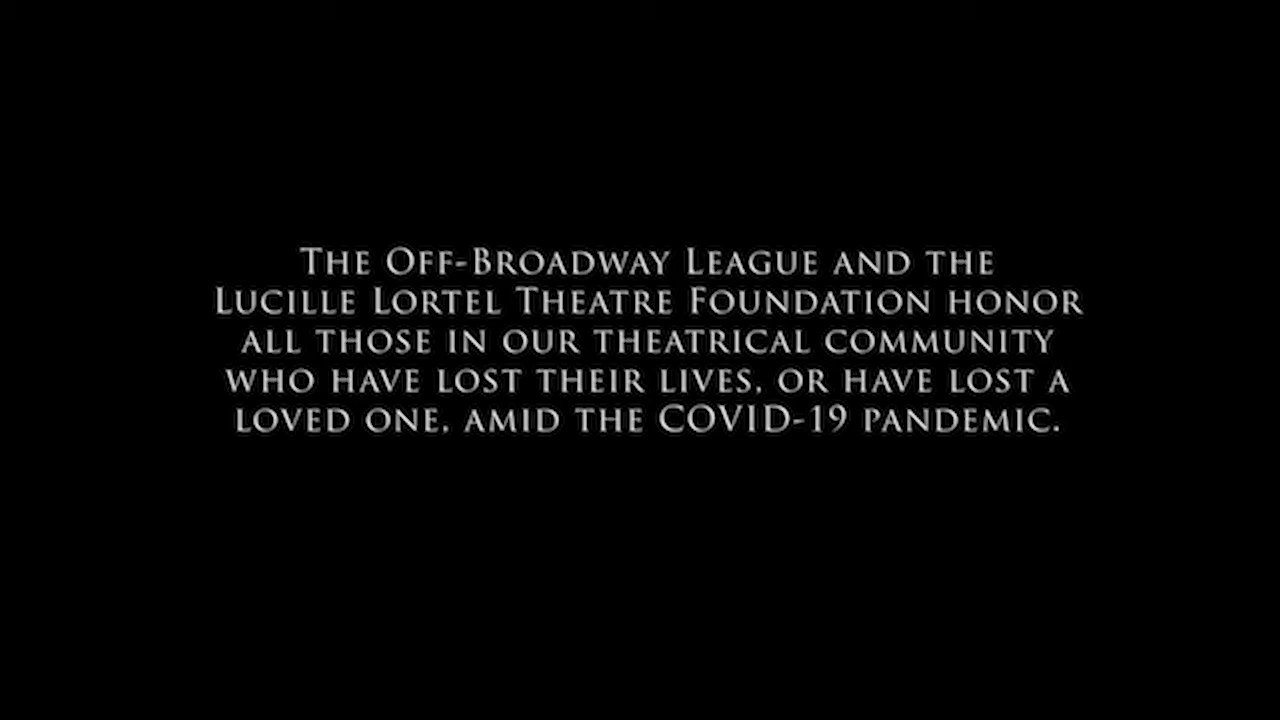 The Off-Broadway League and the
Lucille Lortel Theatre Foundation honor
all those in our theatrical community
who have lost their lives, or have lost a
loved one, amid the COVID-19 pandemic.